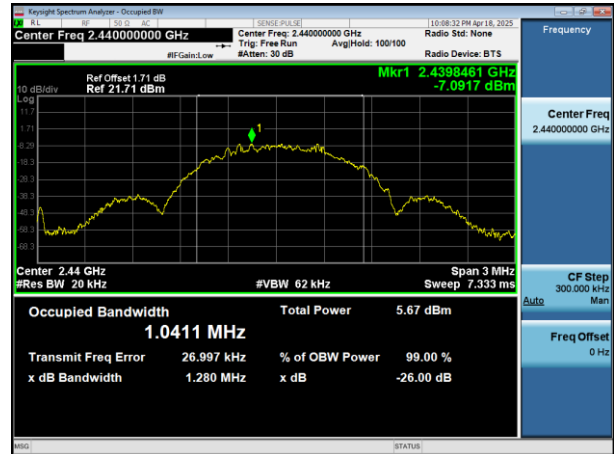 Keysight Spectrum Analyzer - Occupied BW
RL RF 50 Ω AC SENSE:PULSE 10:08:32 PM Apr 18, 2025
Center Freq 2.440000000 GHz Center Freq: 2.440000000 GHz Radio Std: None
Trig: Free Run Avg|Hold: 100/100
#IFGain:Low #Atten: 30 dB Radio Device: BTS
Frequency
Ref Offset 1.71 dB Mkr1 2.4398461 GHz
10 dB/div Ref 21.71 dBm -7.0917 dBm
Log
11.7
1.71
-8.29
-18.3
-28.3
-38.3
-48.3
-58.3
-68.3
1
Center 2.44 GHz Span 3 MHz
#Res BW 20 kHz #VBW 62 kHz Sweep 7.333 ms
Occupied Bandwidth Total Power 5.67 dBm
1.0411 MHz
Transmit Freq Error 26.997 kHz % of OBW Power 99.00 %
x dB Bandwidth 1.280 MHz x dB -26.00 dB
Center Freq
2.440000000 GHz
CF Step
300.000 kHz
Auto Man
Freq Offset
0 Hz
MSG STATUS